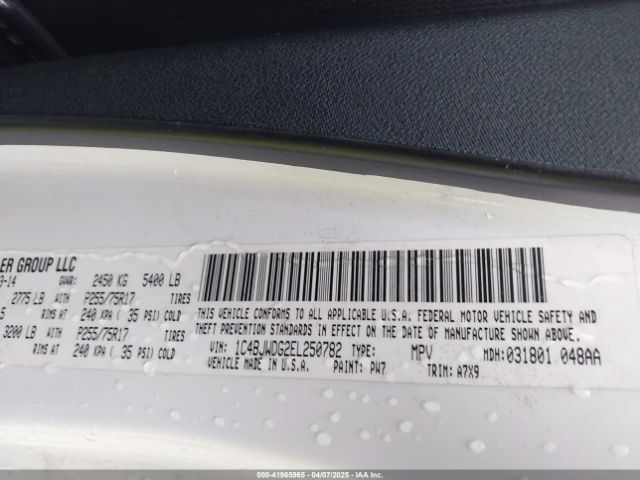 ER GROUP LLC
3-14 GWR: 2450 KG 5400 LB
2775 LB WITH P255/75R17 TIRES
5 RIMS AT 240 KPA ( 35 PSI) COLD
3200 LB WITH P255/75R17 TIRES
RIMS AT 240 KPA ( 35 PSI) COLD
THIS VEHICLE CONFORMS TO ALL APPLICABLE U.S.A. FEDERAL MOTOR VEHICLE SAFETY AND
THEFT PREVENTION STANDARDS IN EFFECT ON THE DATE OF MANUFACTURE SHOWN ABOVE.
VIN: 1C4BJWDG2EL250782 TYPE: MPV MDH: 031801 048AA
VEHICLE MADE IN U.S.A. PAINT: PW7 TRIM: A7X9
000-41965965 | 04/07/2025 - IAA